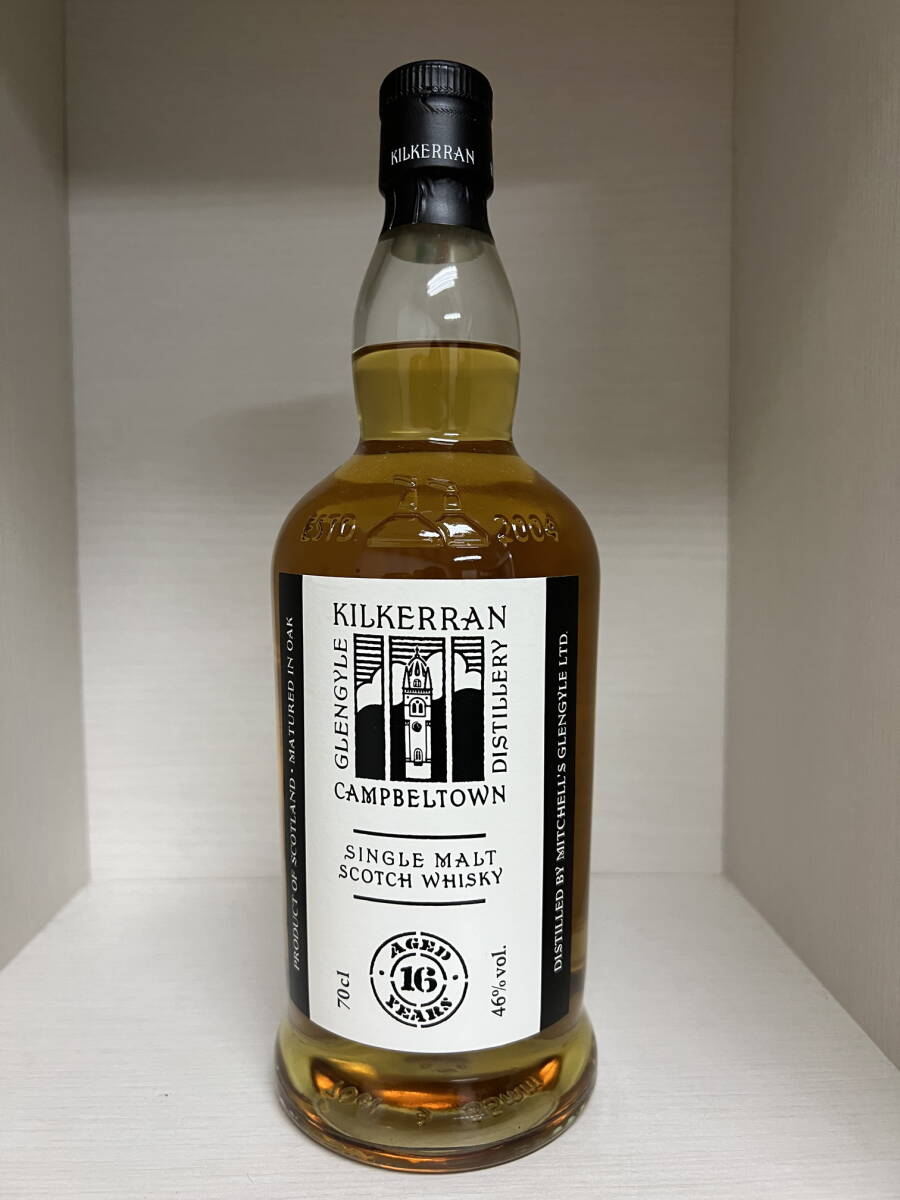 KILKERRAN
ESTD. 2004
KILKERRAN
GLENGYLE
DISTILLERY
CAMPBELTOWN
SINGLE MALT
SCOTCH WHISKY
AGED
16
YEARS
70cl
46%vol.
PRODUCT OF SCOTLAND • MATURED IN OAK
DISTILLED BY MITCHELL'S GLENGYLE LTD.